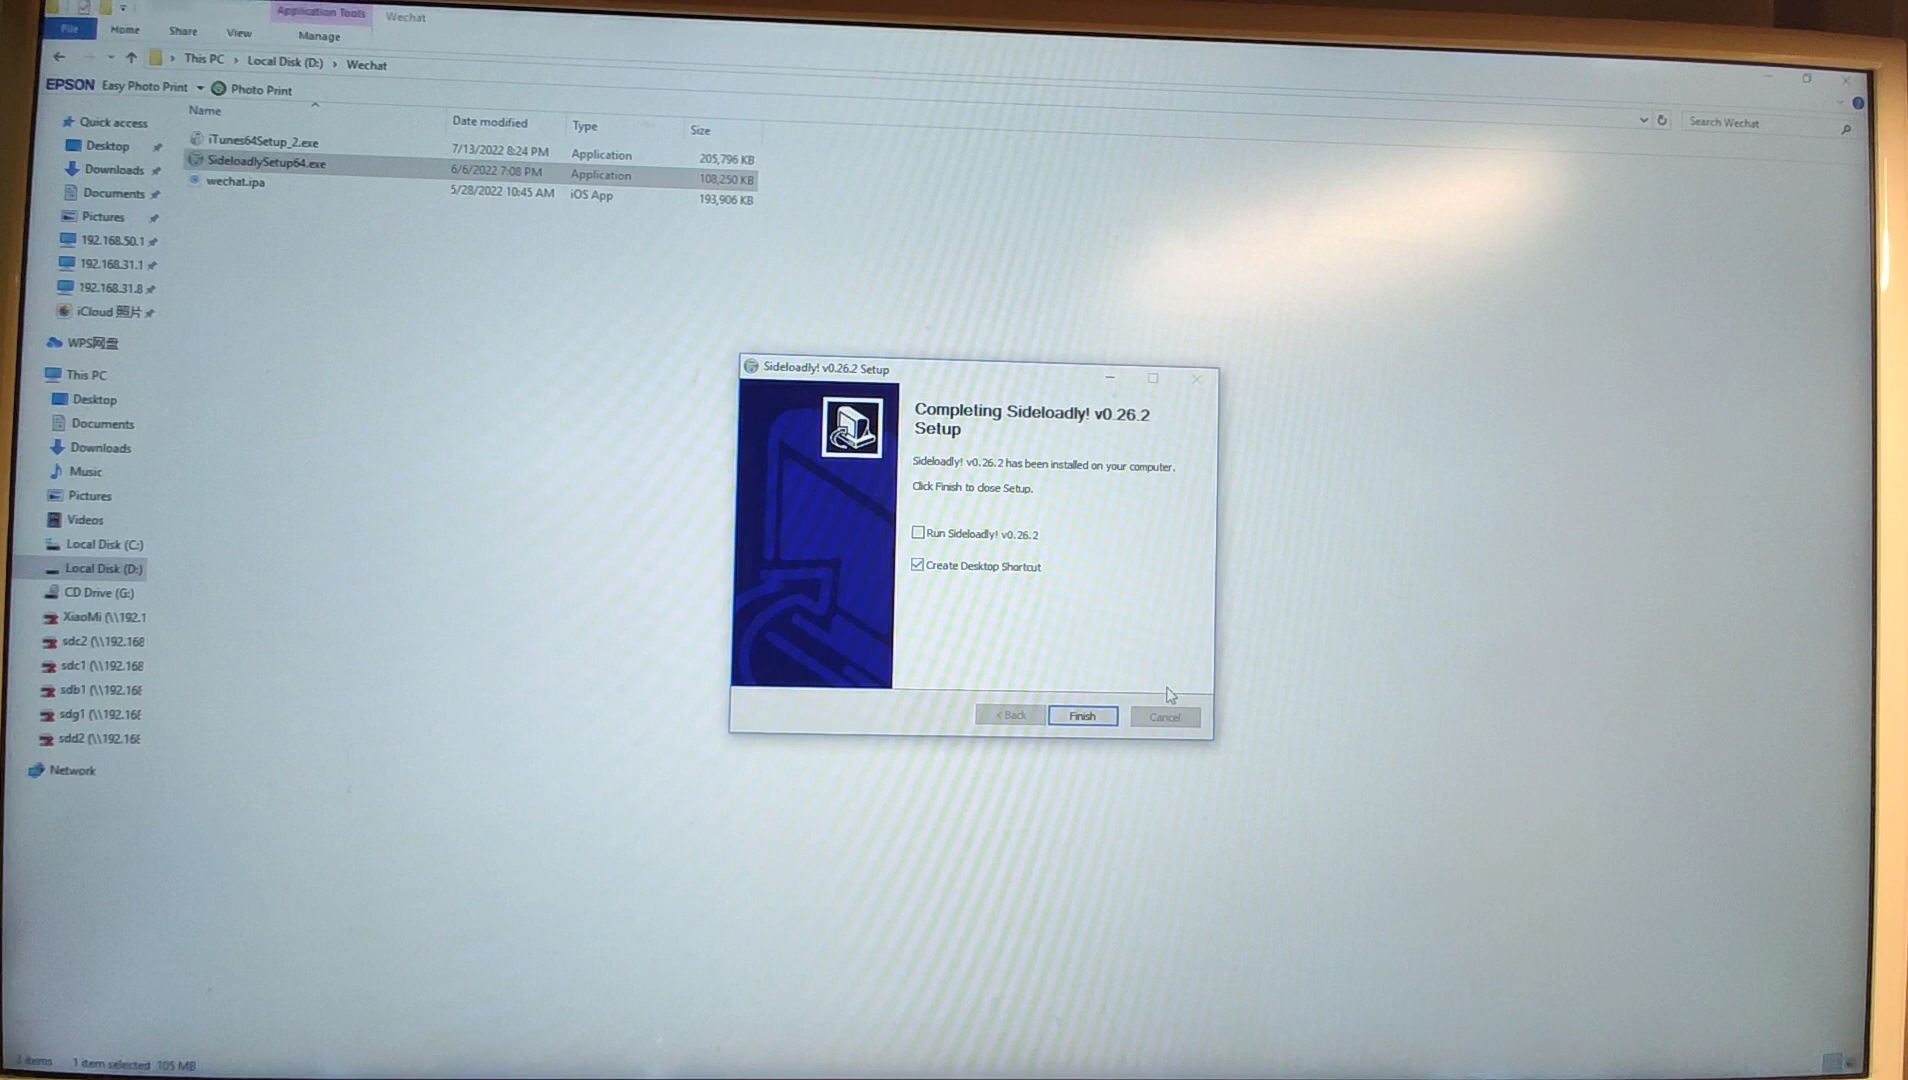 Application Tools Wechat
File Home Share View Manage
This PC › Local Disk (D:) › Wechat
Search Wechat
EPSON Easy Photo Print Photo Print
Name Date modified Type Size
iTunes64Setup_2.exe 7/13/2022 8:24 PM Application 205,796 KB
SideloadlySetup64.exe 6/6/2022 7:08 PM Application 108,250 KB
wechat.ipa 5/28/2022 10:45 AM iOS App 193,906 KB
Quick access
Desktop
Downloads
Documents
Pictures
192.168.50.1
192.168.31.1
192.168.31.8
iCloud 照片
WPS网盘
This PC
Desktop
Documents
Downloads
Music
Pictures
Videos
Local Disk (C:)
Local Disk (D:)
CD Drive (G:)
XiaoMi (\\192.1
sdc2 (\\192.168
sdc1 (\\192.168
sdb1 (\\192.168
sdg1 (\\192.168
sdd2 (\\192.168
Network
Sideloadly! v0.26.2 Setup
Completing Sideloadly! v0.26.2
Setup
Sideloadly! v0.26.2 has been installed on your computer.
Click Finish to close Setup.
Run Sideloadly! v0.26.2
Create Desktop Shortcut
< Back Finish Cancel
3 items 1 item selected 105 MB